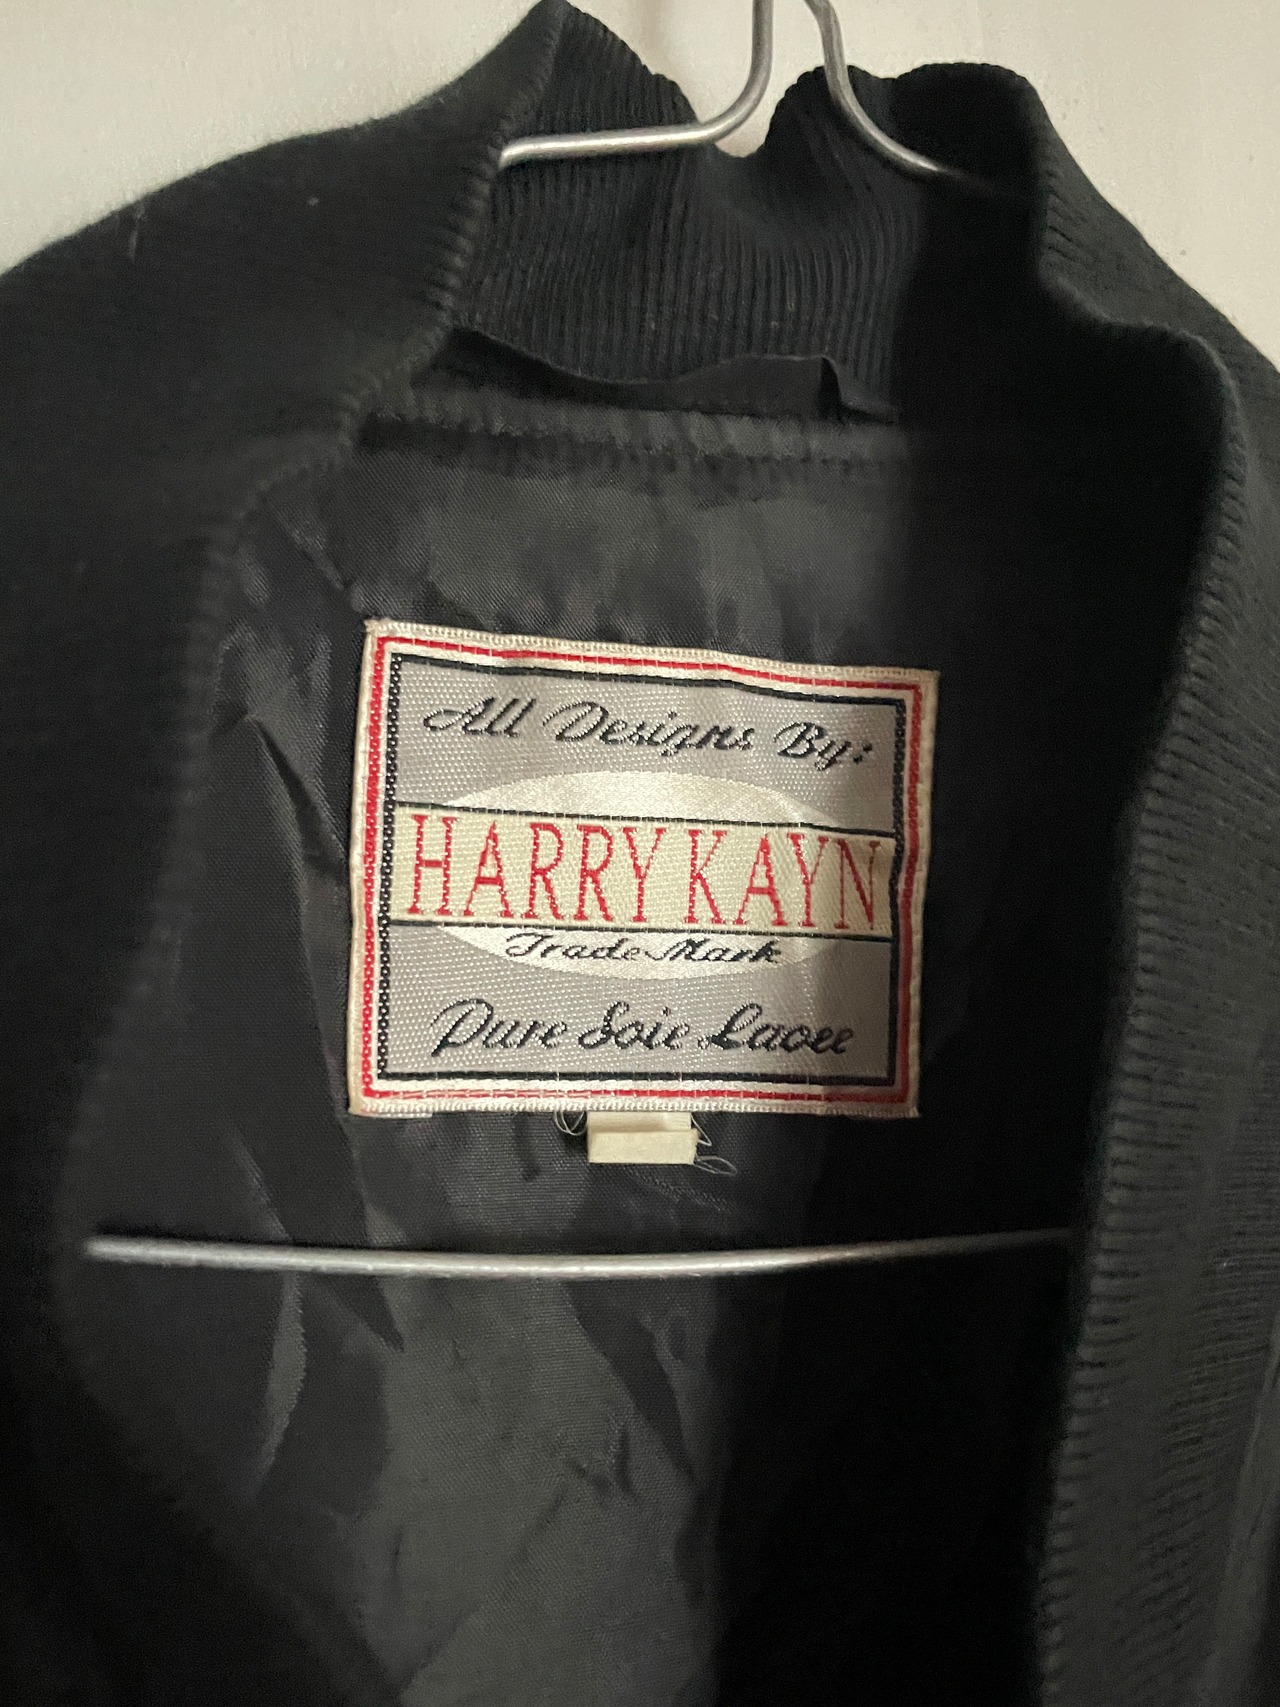 All Designs By:
HARRY KAYN
Trade Mark
Pure Soie Lavee